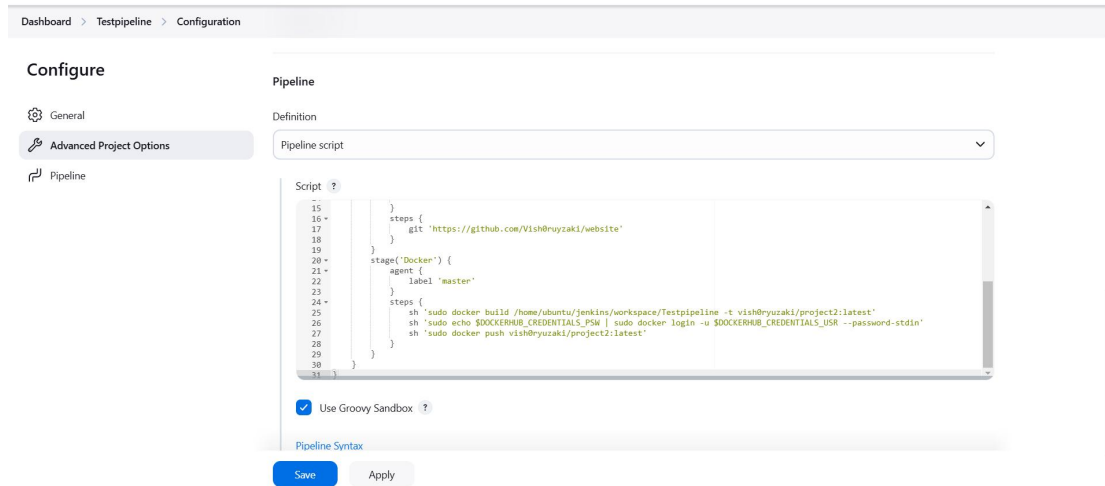 Dashboard > Testpipeline > Configuration
Configure
General
Advanced Project Options
Pipeline
Pipeline
Definition
Pipeline script
Script ?
15 }
16 steps {
17 git 'https://github.com/Vish0ruyzaki/website'
18 }
19 }
20 stage('Docker') {
21 agent {
22 label 'master'
23 }
24 steps {
25 sh 'sudo docker build /home/ubuntu/jenkins/workspace/Testpipeline -t vish0ryuzaki/project2:latest'
26 sh 'sudo echo $DOCKERHUB_CREDENTIALS_PSW | sudo docker login -u $DOCKERHUB_CREDENTIALS_USR --password-stdin'
27 sh 'sudo docker push vish0ryuzaki/project2:latest'
28 }
29 }
30 }
31 }
Use Groovy Sandbox ?
Pipeline Syntax
Save Apply